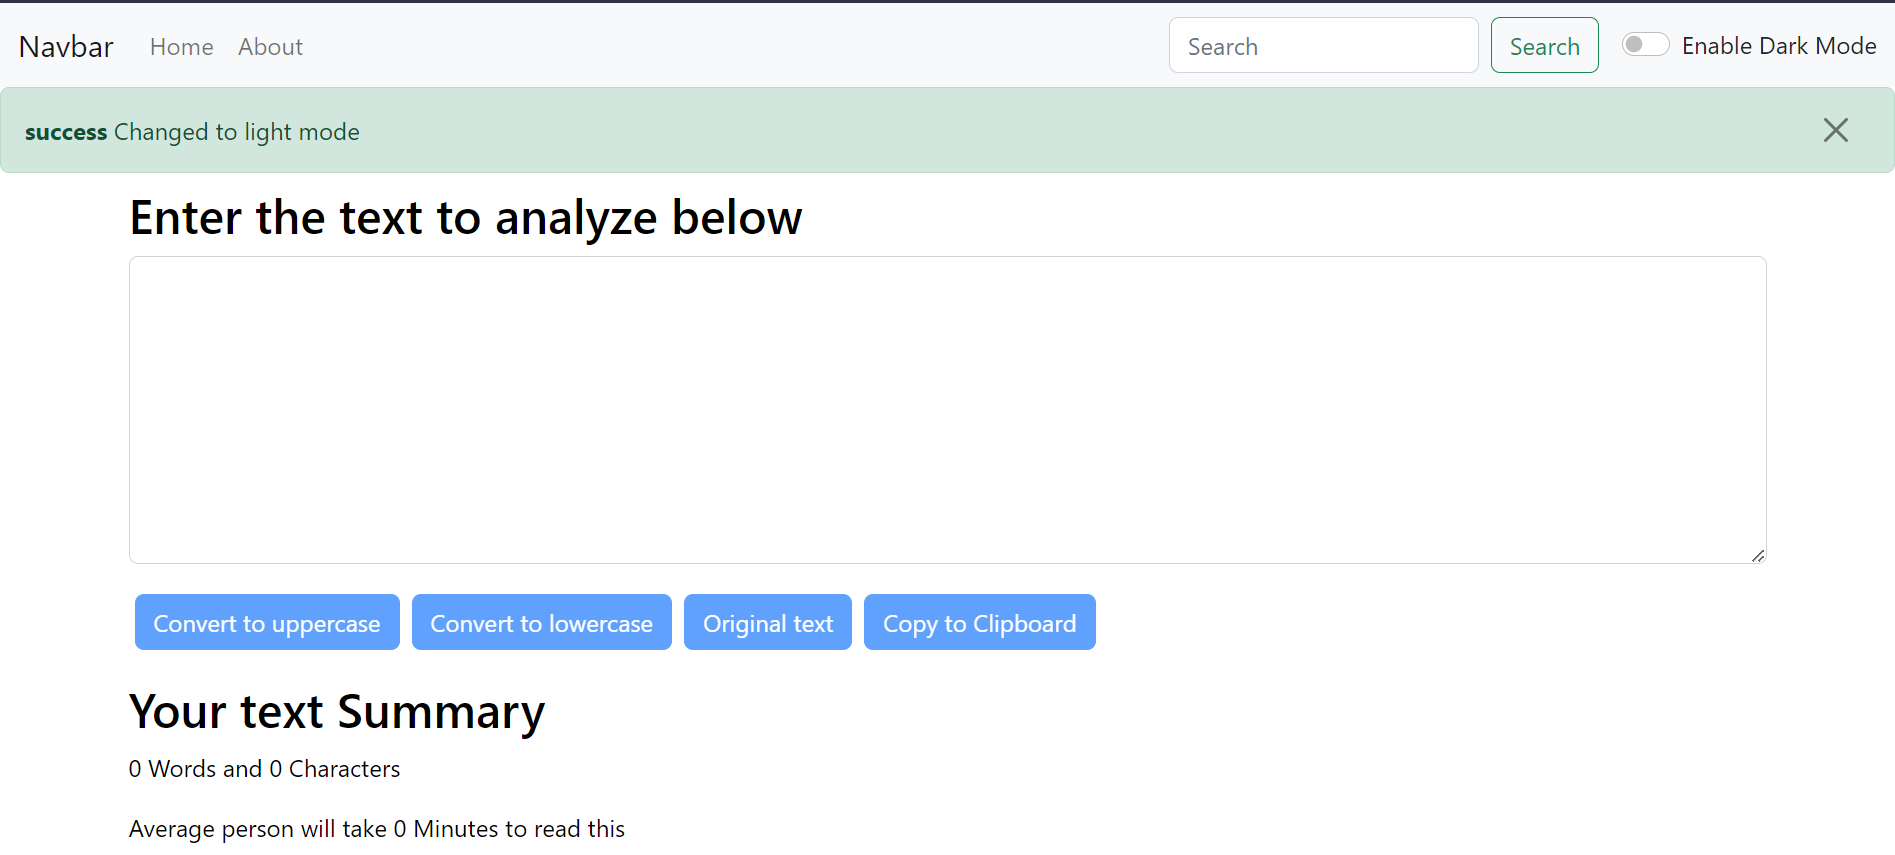 Navbar Home About Search Search Enable Dark Mode
success Changed to light mode
Enter the text to analyze below
Convert to uppercase Convert to lowercase Original text Copy to Clipboard
Your text Summary
0 Words and 0 Characters
Average person will take 0 Minutes to read this